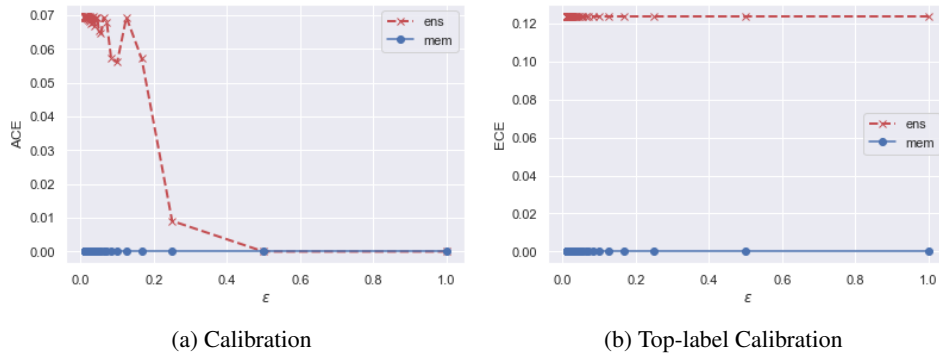 0.07
0.06
0.05
0.04
0.03
0.02
0.01
0.00
ACE
0.0 0.2 0.4 0.6 0.8 1.0
ε
ens
mem
(a) Calibration
0.12
0.10
0.08
0.06
0.04
0.02
0.00
ECE
0.0 0.2 0.4 0.6 0.8 1.0
ε
ens
mem
(b) Top-label Calibration